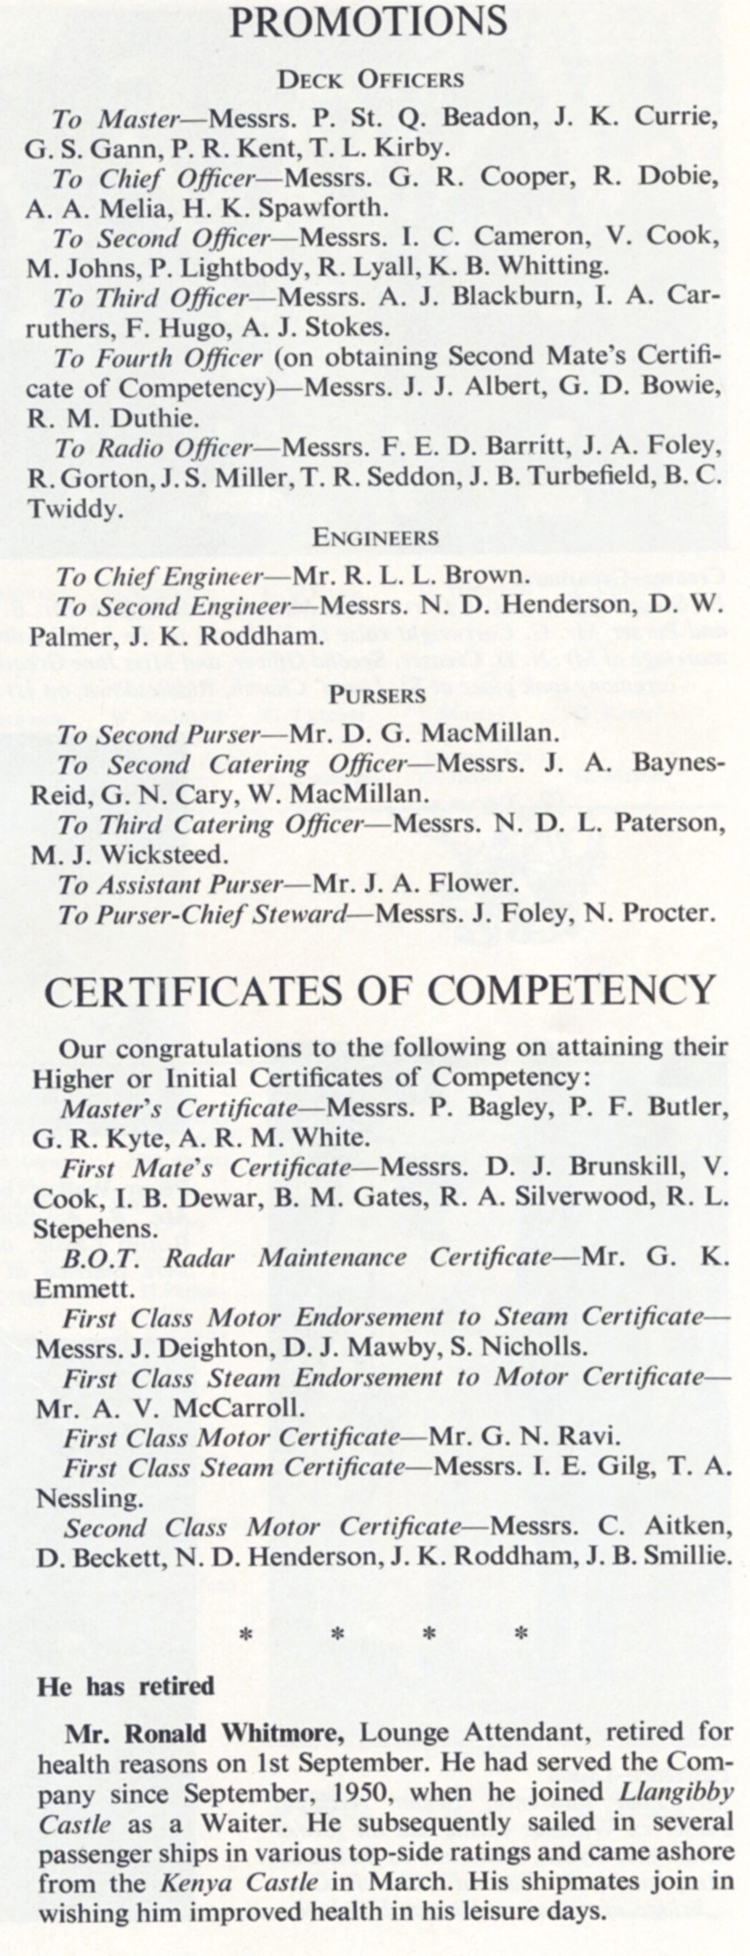 PROMOTIONS
DECK OFFICERS
To Master—Messrs. P. St. Q. Beadon, J. K. Currie,
G. S. Gann, P. R. Kent, T. L. Kirby.
To Chief Officer—Messrs. G. R. Cooper, R. Dobie,
A. A. Melia, H. K. Spawforth.
To Second Officer—Messrs. I. C. Cameron, V. Cook,
M. Johns, P. Lightbody, R. Lyall, K. B. Whitting.
To Third Officer—Messrs. A. J. Blackburn, I. A. Car-
ruthers, F. Hugo, A. J. Stokes.
To Fourth Officer (on obtaining Second Mate's Certifi-
cate of Competency)—Messrs. J. J. Albert, G. D. Bowie,
R. M. Duthie.
To Radio Officer—Messrs. F. E. D. Barritt, J. A. Foley,
R. Gorton, J. S. Miller, T. R. Seddon, J. B. Turbefield, B. C.
Twiddy.
ENGINEERS
To Chief Engineer—Mr. R. L. L. Brown.
To Second Engineer—Messrs. N. D. Henderson, D. W.
Palmer, J. K. Roddham.
PURSERS
To Second Purser—Mr. D. G. MacMillan.
To Second Catering Officer—Messrs. J. A. Baynes-
Reid, G. N. Cary, W. MacMillan.
To Third Catering Officer—Messrs. N. D. L. Paterson,
M. J. Wicksteed.
To Assistant Purser—Mr. J. A. Flower.
To Purser-Chief Steward—Messrs. J. Foley, N. Procter.
CERTIFICATES OF COMPETENCY
Our congratulations to the following on attaining their
Higher or Initial Certificates of Competency:
Master's Certificate—Messrs. P. Bagley, P. F. Butler,
G. R. Kyte, A. R. M. White.
First Mate's Certificate—Messrs. D. J. Brunskill, V.
Cook, I. B. Dewar, B. M. Gates, R. A. Silverwood, R. L.
Stepehens.
B.O.T. Radar Maintenance Certificate—Mr. G. K.
Emmett.
First Class Motor Endorsement to Steam Certificate—
Messrs. J. Deighton, D. J. Mawby, S. Nicholls.
First Class Steam Endorsement to Motor Certificate—
Mr. A. V. McCarroll.
First Class Motor Certificate—Mr. G. N. Ravi.
First Class Steam Certificate—Messrs. I. E. Gilg, T. A.
Nessling.
Second Class Motor Certificate—Messrs. C. Aitken,
D. Beckett, N. D. Henderson, J. K. Roddham, J. B. Smillie.
* * * *
He has retired
Mr. Ronald Whitmore, Lounge Attendant, retired for
health reasons on 1st September. He had served the Com-
pany since September, 1950, when he joined Llangibby
Castle as a Waiter. He subsequently sailed in several
passenger ships in various top-side ratings and came ashore
from the Kenya Castle in March. His shipmates join in
wishing him improved health in his leisure days.